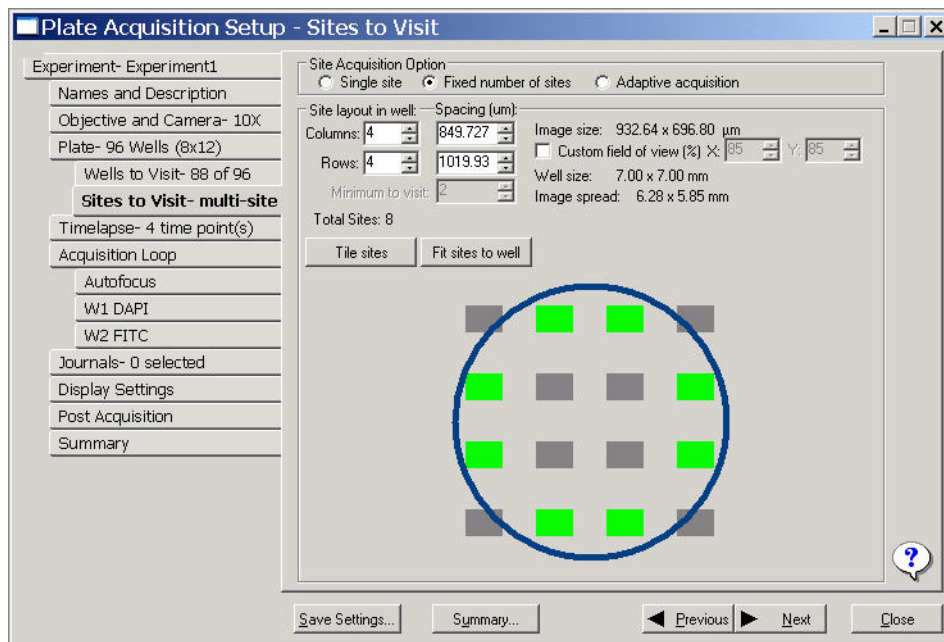 Plate Acquisition Setup - Sites to Visit
Experiment- Experiment1
Names and Description
Objective and Camera- 10X
Plate- 96 Wells (8x12)
Wells to Visit- 88 of 96
Sites to Visit- multi-site
Timelapse- 4 time point(s)
Acquisition Loop
Autofocus
W1 DAPI
W2 FITC
Journals- 0 selected
Display Settings
Post Acquisition
Summary
Site Acquisition Option
Single site Fixed number of sites Adaptive acquisition
Site layout in well: Spacing (um):
Columns: 4 849.727
Rows: 4 1019.93
Minimum to visit: 2
Image size: 932.64 x 696.80 μm
Custom field of view (%) X: 85 Y: 85
Well size: 7.00 x 7.00 mm
Image spread: 6.28 x 5.85 mm
Total Sites: 8
Tile sites Fit sites to well
?
Save Settings... Summary... Previous Next Close